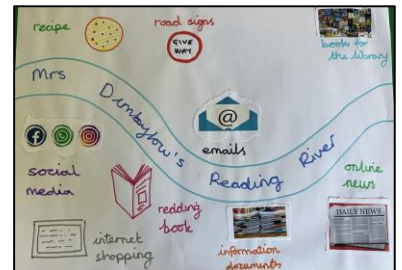 recipe
road signs
GIVE
WAY
books for
the library
Mrs
Dimbaylow's
Reading
River
@
emails
social
media
redding
book
online
news
DAILY NEWS
internet
shopping
information
documents